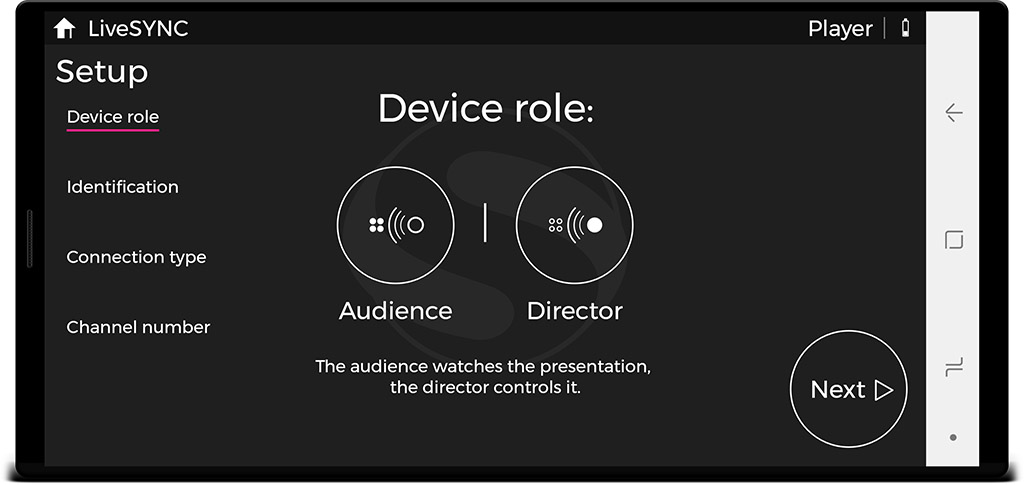 LiveSYNC
Player
Setup
Device role
Identification
Connection type
Channel number
Device role:
Audience
Director
The audience watches the presentation,
the director controls it.
Next